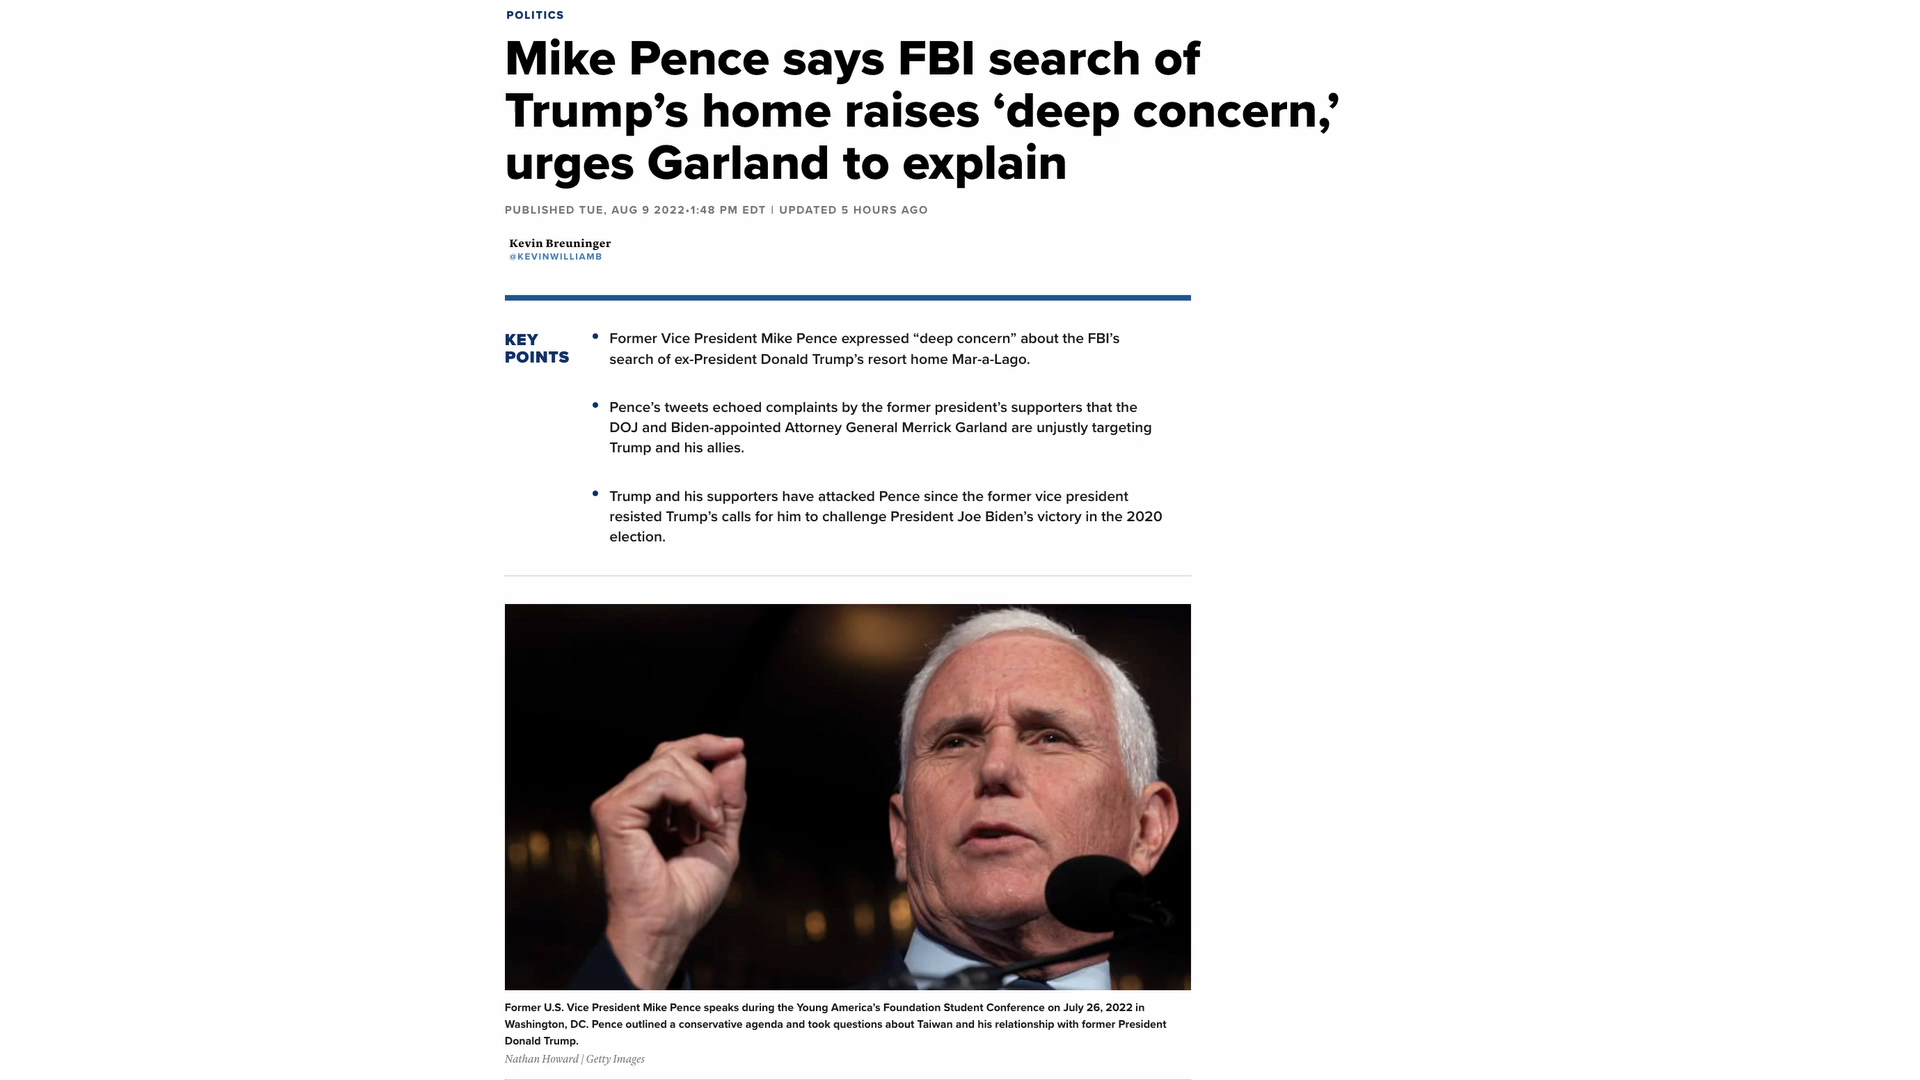 POLITICS
Mike Pence says FBI search of
Trump’s home raises ‘deep concern,’
urges Garland to explain
PUBLISHED TUE, AUG 9 2022•1:48 PM EDT | UPDATED 5 HOURS AGO
Kevin Breuninger
@KEVINWILLIAMB
KEY
POINTS
• Former Vice President Mike Pence expressed “deep concern” about the FBI’s
search of ex-President Donald Trump’s resort home Mar-a-Lago.
• Pence’s tweets echoed complaints by the former president’s supporters that the
DOJ and Biden-appointed Attorney General Merrick Garland are unjustly targeting
Trump and his allies.
• Trump and his supporters have attacked Pence since the former vice president
resisted Trump’s calls for him to challenge President Joe Biden’s victory in the 2020
election.
Former U.S. Vice President Mike Pence speaks during the Young America’s Foundation Student Conference on July 26, 2022 in
Washington, DC. Pence outlined a conservative agenda and took questions about Taiwan and his relationship with former President
Donald Trump.
Nathan Howard | Getty Images